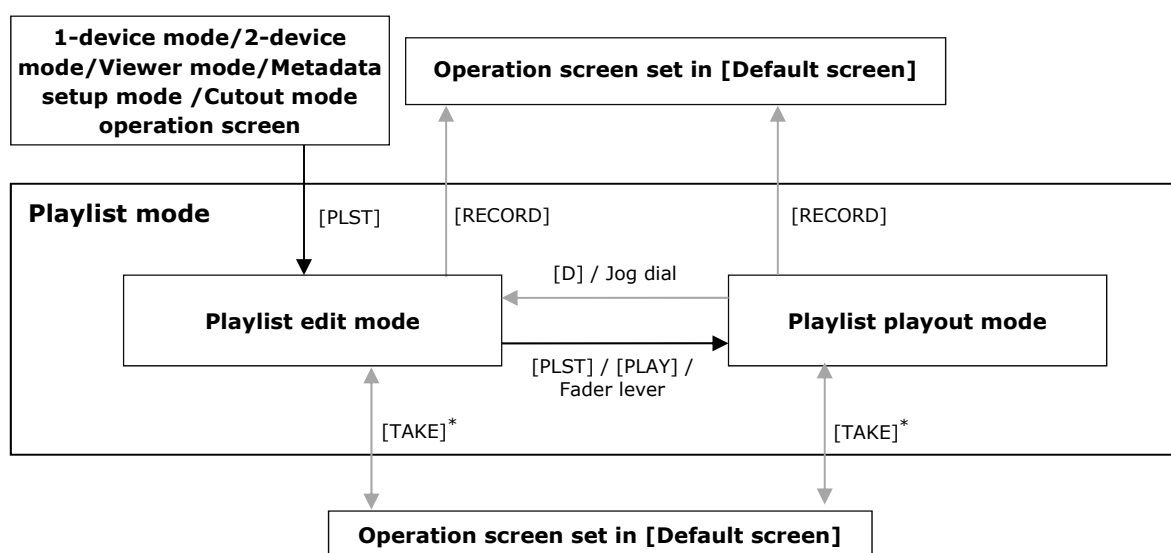 1-device mode/2-device
mode/Viewer mode/Metadata
setup mode /Cutout mode
operation screen
Operation screen set in [Default screen]
Playlist mode
[PLST]
[RECORD]
[RECORD]
[D] / Jog dial
Playlist edit mode
Playlist playout mode
[PLST] / [PLAY] /
Fader lever
[TAKE]*
[TAKE]*
Operation screen set in [Default screen]